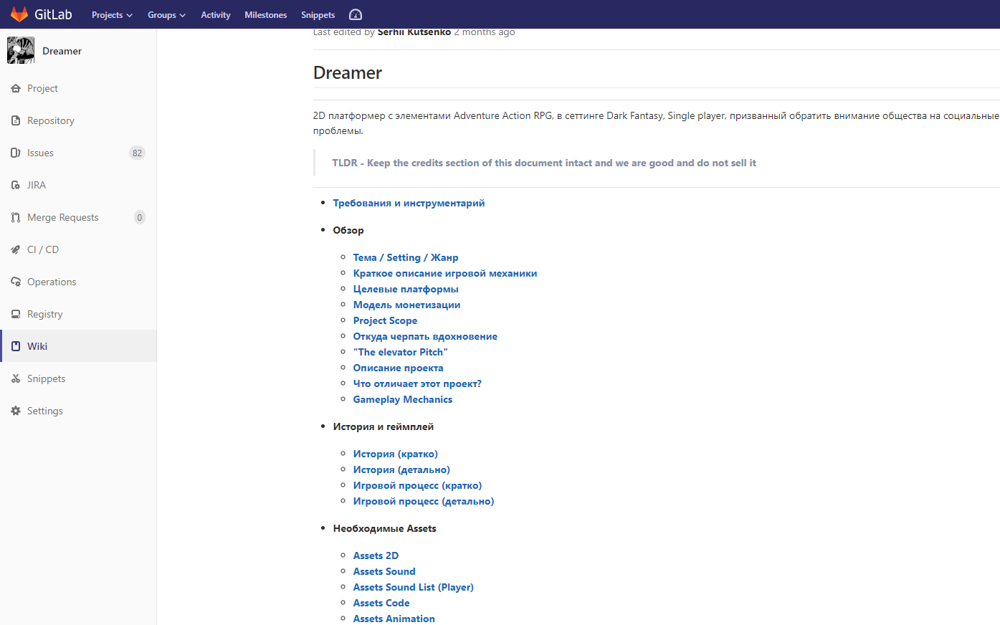 GitLab
Projects
Groups
Activity
Milestones
Snippets
Dreamer
Project
Repository
Issues 82
JIRA
Merge Requests 0
CI / CD
Operations
Registry
Wiki
Snippets
Settings
Last edited by Serhii Kutsenko 2 months ago
Dreamer
2D платформер с элементами Adventure Action RPG, в сеттинге Dark Fantasy, Single player, призванный обратить внимание общества на социальные
проблемы.
TLDR - Keep the credits section of this document intact and we are good and do not sell it
Требования и инструментарий
Обзор
Тема / Setting / Жанр
Краткое описание игровой механики
Целевые платформы
Модель монетизации
Project Scope
Откуда черпать вдохновение
"The elevator Pitch"
Описание проекта
Что отличает этот проект?
Gameplay Mechanics
История и геймплей
История (кратко)
История (детально)
Игровой процесс (кратко)
Игровой процесс (детально)
Необходимые Assets
Assets 2D
Assets Sound
Assets Sound List (Player)
Assets Code
Assets Animation